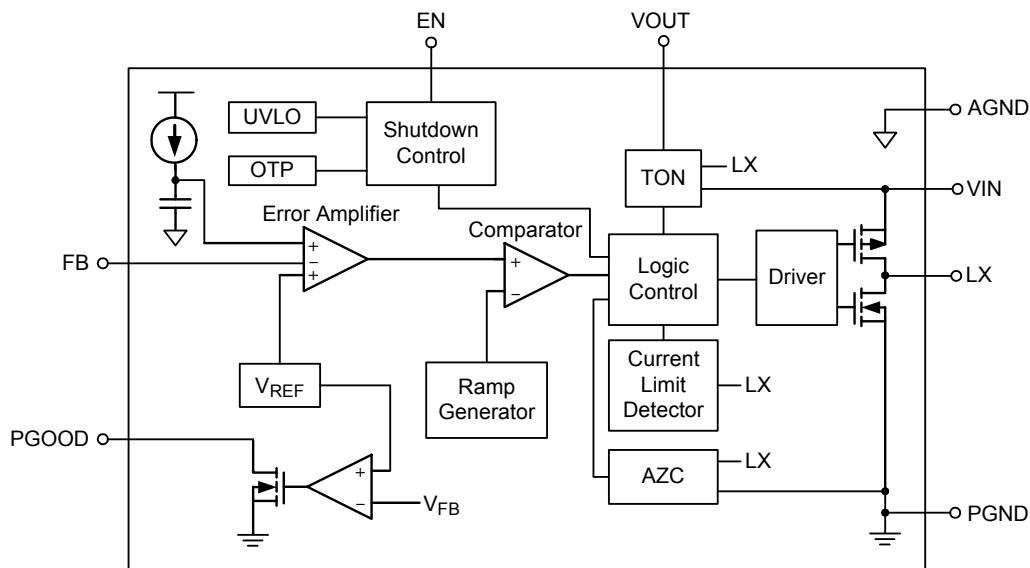 EN
VOUT
AGND
UVLO
Shutdown
Control
OTP
TON
LX
VIN
Error Amplifier
Comparator
+
−
+
FB
+
−
Logic
Control
Driver
LX
VREF
Ramp
Generator
Current
Limit
Detector
LX
PGOOD
+
−
VFB
AZC
LX
PGND